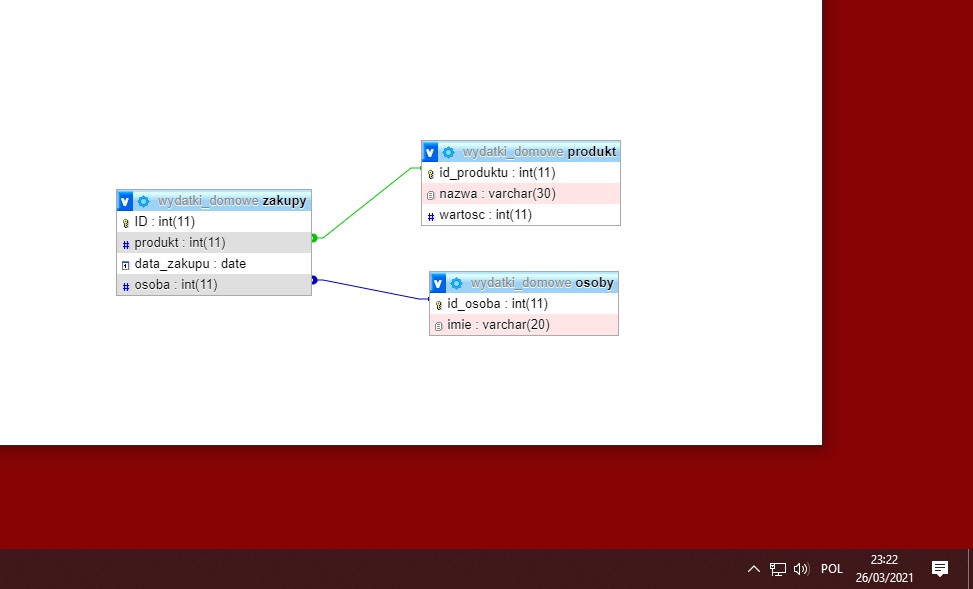 v wydatki_domowe produkt
id_produktu : int(11)
# nazwa : varchar(30)
# wartosc : int(11)
v wydatki_domowe zakupy
ID : int(11)
# produkt : int(11)
data_zakupu : date
# osoba : int(11)
v wydatki_domowe osoby
id_osoba : int(11)
imie : varchar(20)
POL
23:22
26/03/2021